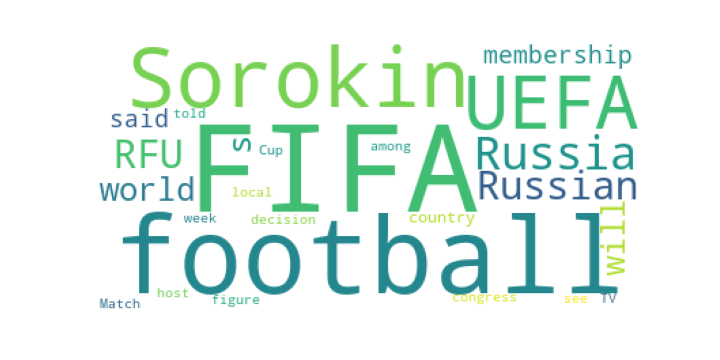 Sorokin
membership
UEFA
said
told
RFU
FIFA
s
Cup
among
Russia
world
Russian
local
week
decision
country
will
football
Match
host
figure
congress
see
TV